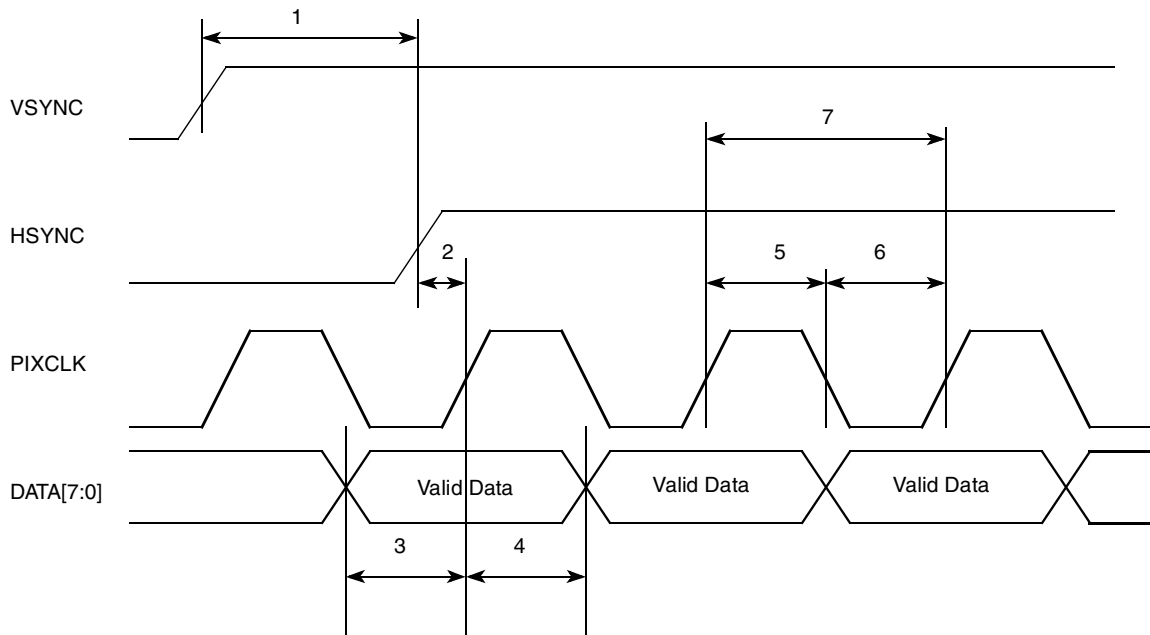 1
VSYNC
7
HSYNC
2
5
6
PIXCLK
DATA[7:0]
Valid Data
Valid Data
Valid Data
3
4